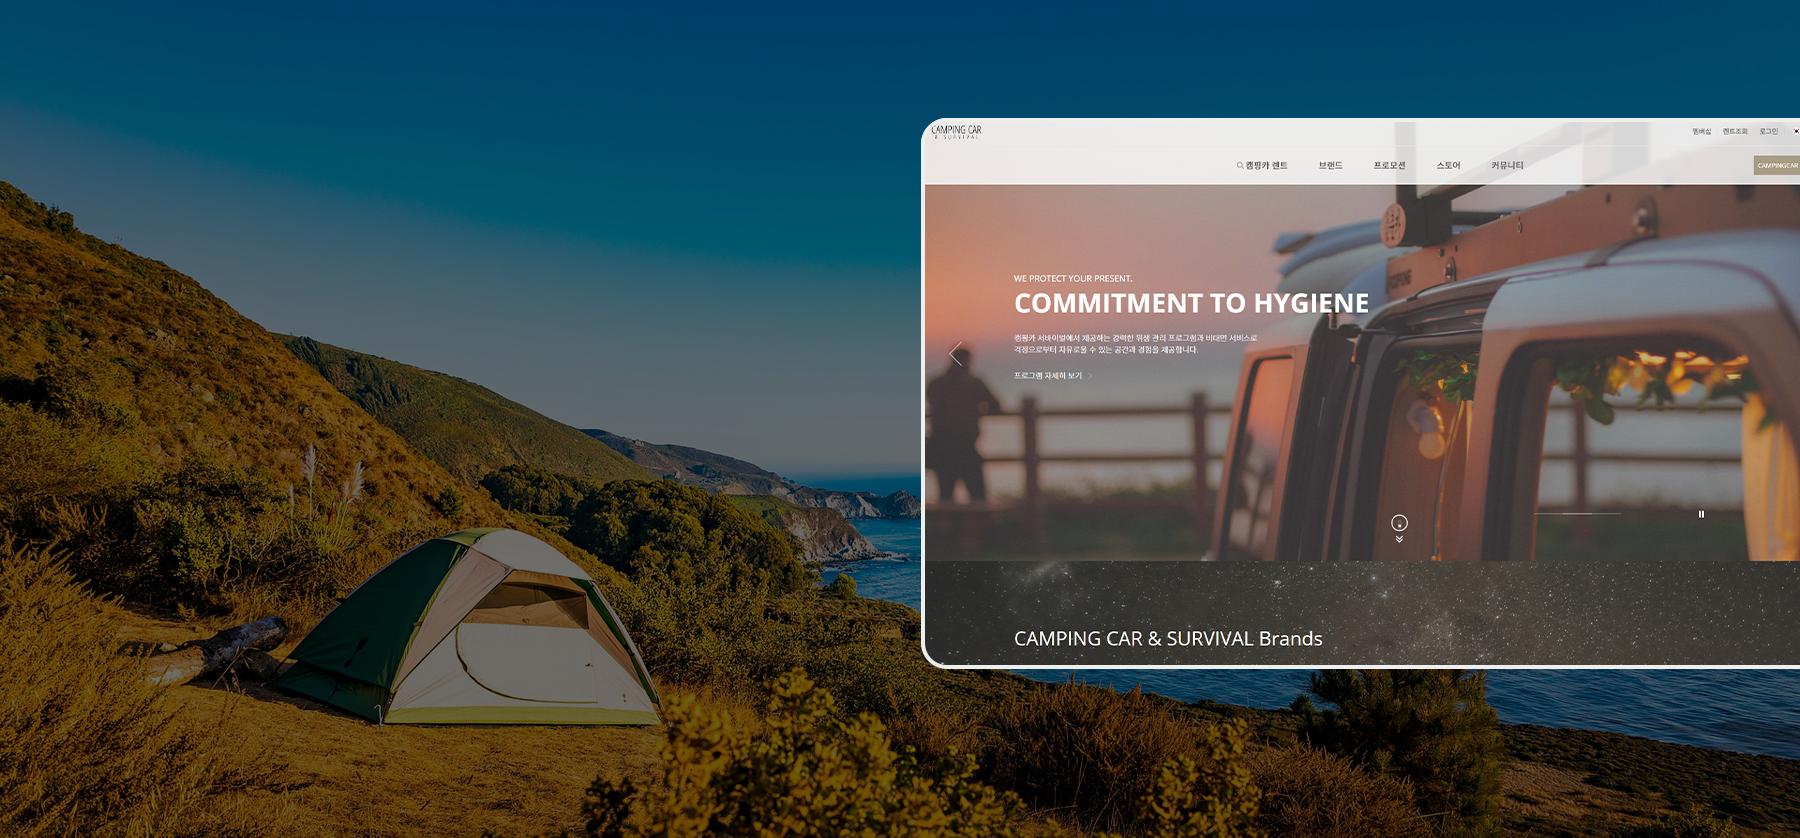 CAMPING CAR
& SURVIVAL
멤버십 렌트조회 로그인
캠핑카 렌트 브랜드 프로모션 스토어 커뮤니티
CAMPINGCAR
WE PROTECT YOUR PRESENT.
COMMITMENT TO HYGIENE
캠핑카 서바이벌에서 제공하는 강력한 위생 관리 프로그램과 비대면 서비스로
걱정으로부터 자유로울 수 있는 공간과 경험을 제공합니다.
프로그램 자세히 보기
CAMPING CAR & SURVIVAL Brands